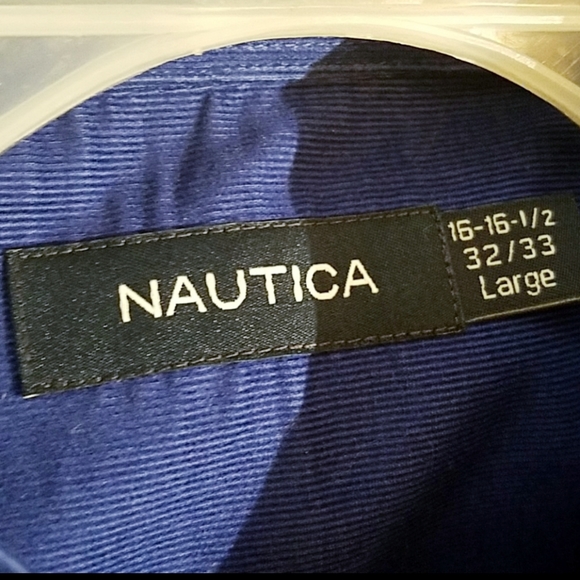 NAUTICA
16-16-1/2
32/33
Large